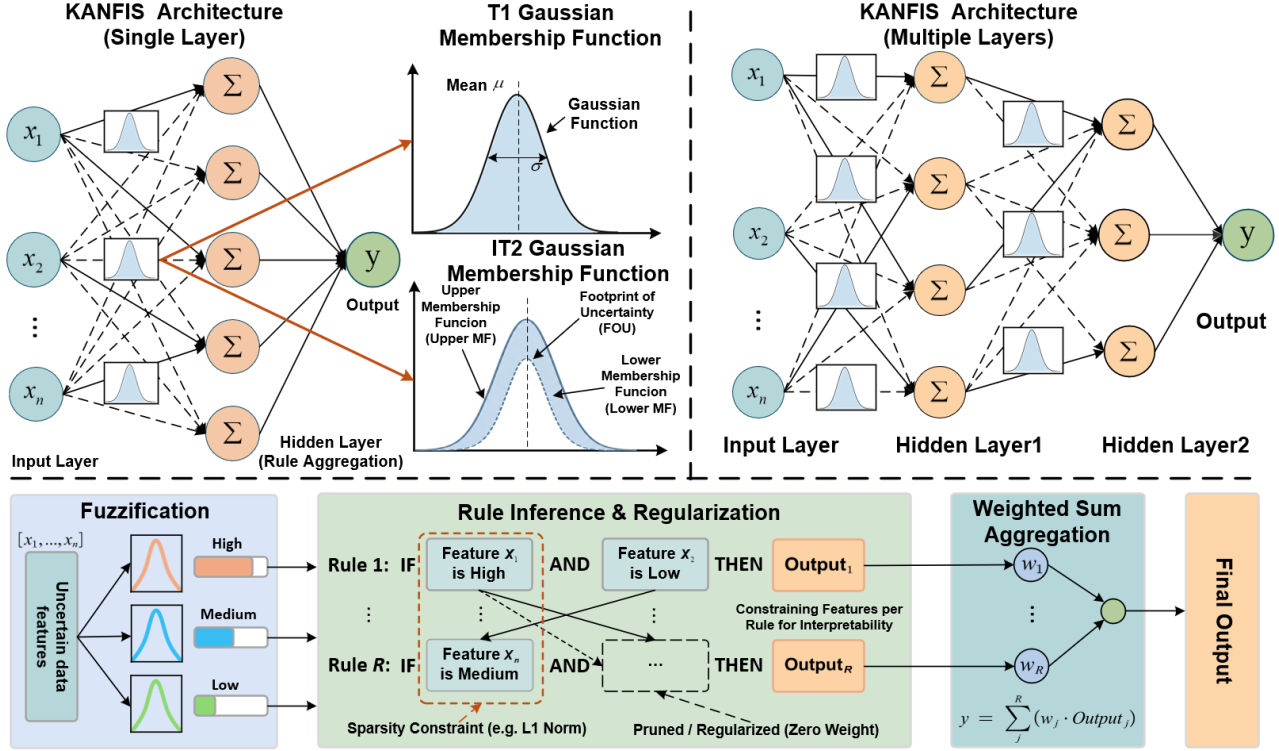 KANFIS Architecture
(Single Layer)
x1
x2
⋮
xn
Σ
Σ
Σ
Σ
Σ
y
Output
Input Layer
Hidden Layer
(Rule Aggregation)
T1 Gaussian
Membership Function
Mean μ
Gaussian
Function
σ
IT2 Gaussian
Membership Function
Upper
Membership
Funcion
(Upper MF)
Footprint of
Uncertainty
(FOU)
Lower
Membership
Funcion
(Lower MF)
KANFIS Architecture
(Multiple Layers)
x1
x2
⋮
xn
Σ
Σ
Σ
Σ
Σ
Σ
Σ
y
Output
Input Layer
Hidden Layer1
Hidden Layer2
Fuzzification
[x1,...,xn]
Uncertain data
features
High
Medium
Low
Rule Inference & Regularization
Rule 1: IF
Feature x1
is High
AND
Feature x2
is Low
THEN
Output1
⋮
⋮
⋮
Constraining Features per
Rule for Interpretability
Rule R: IF
Feature xn
is Medium
AND
...
THEN
OutputR
Sparsity Constraint (e.g. L1 Norm)
Pruned / Regularized (Zero Weight)
Weighted Sum
Aggregation
w1
⋮
wR
y = ∑jR(wj · Outputj)
Final Output